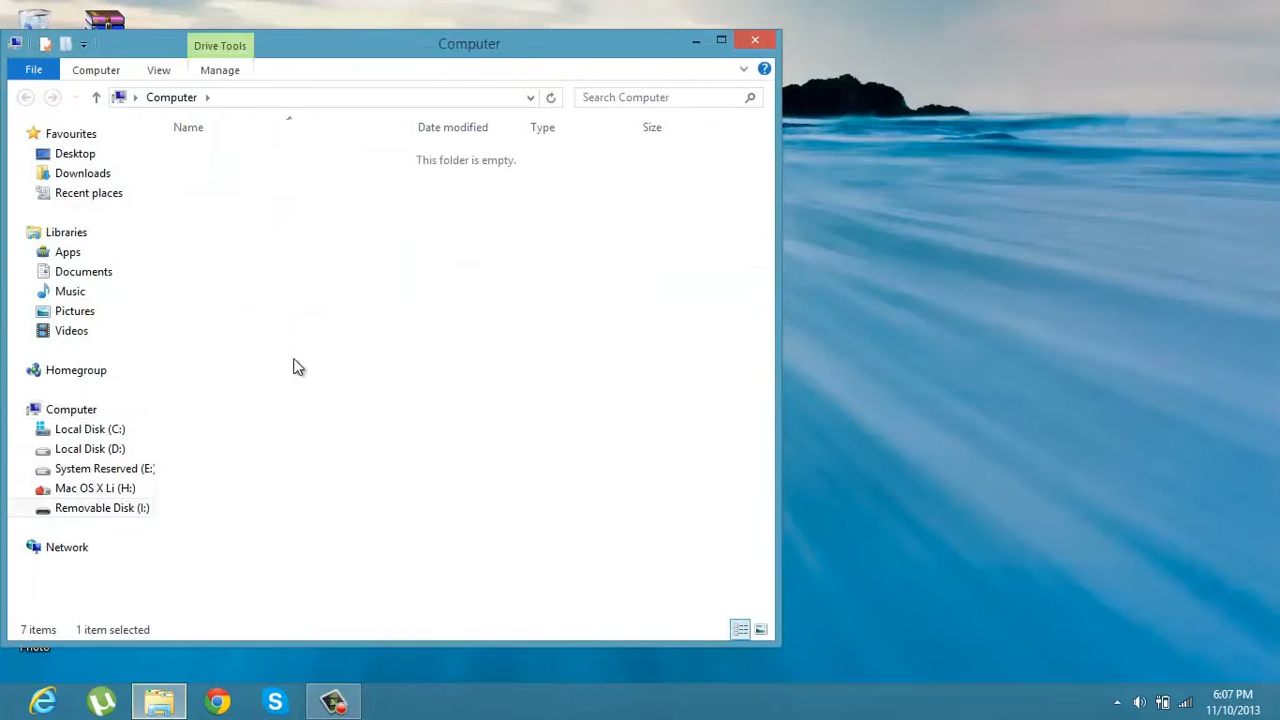 Drive Tools
Computer
File
Computer
View
Manage
Computer
Search Computer
Name
Date modified
Type
Size
This folder is empty.
Favourites
Desktop
Downloads
Recent places
Libraries
Apps
Documents
Music
Pictures
Videos
Homegroup
Computer
Local Disk (C:)
Local Disk (D:)
System Reserved (E:)
Mac OS X Li (H:)
Removable Disk (I:)
Network
7 items
1 item selected
Photo
6:07 PM
11/10/2013